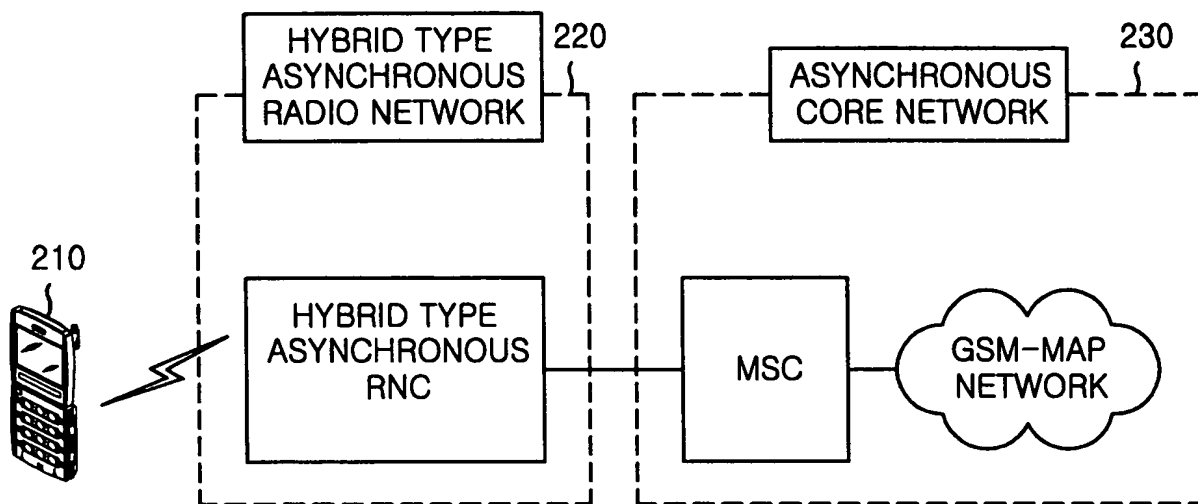 HYBRID TYPE
ASYNCHRONOUS
RADIO NETWORK
220
ASYNCHRONOUS
CORE NETWORK
230
210
HYBRID TYPE
ASYNCHRONOUS
RNC
MSC
GSM-MAP
NETWORK